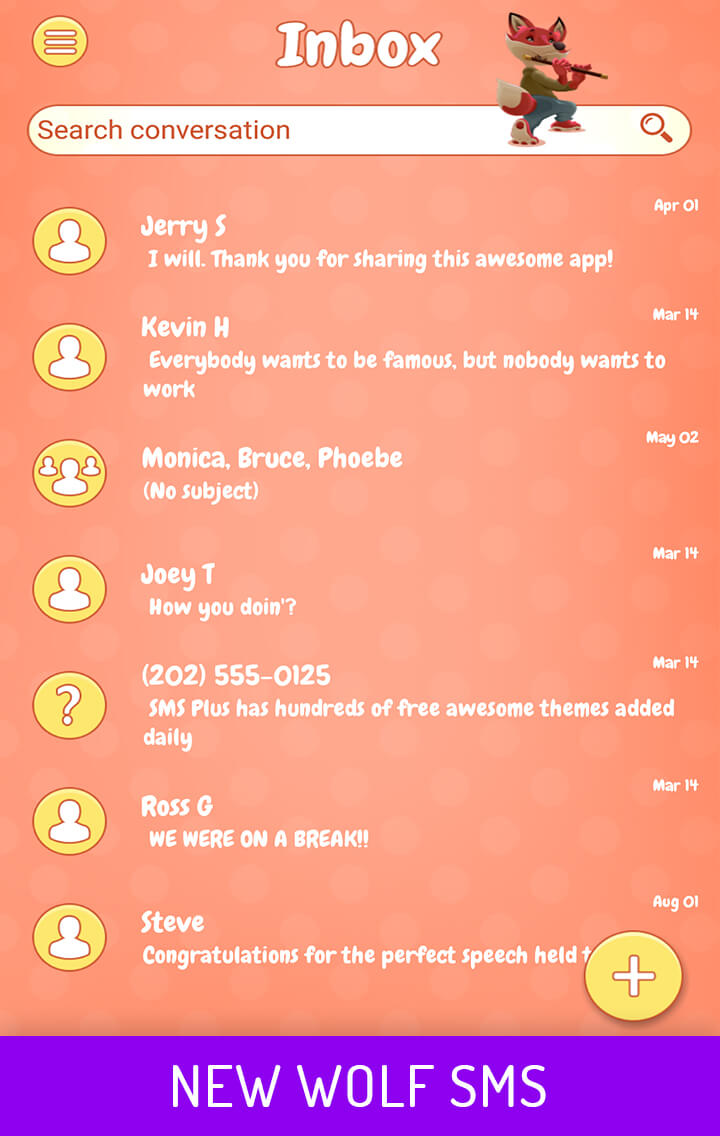 Inbox
Search conversation
Apr 01
Jerry S
I will. Thank you for sharing this awesome app!
Mar 14
Kevin H
Everybody wants to be famous, but nobody wants to
work
May 02
Monica, Bruce, Phoebe
(No subject)
Mar 14
Joey T
How you doin'?
Mar 14
(202) 555-0125
SMS Plus has hundreds of free awesome themes added
daily
Mar 14
Ross G
WE WERE ON A BREAK!!
Aug 01
Steve
Congratulations for the perfect speech held
NEW WOLF SMS